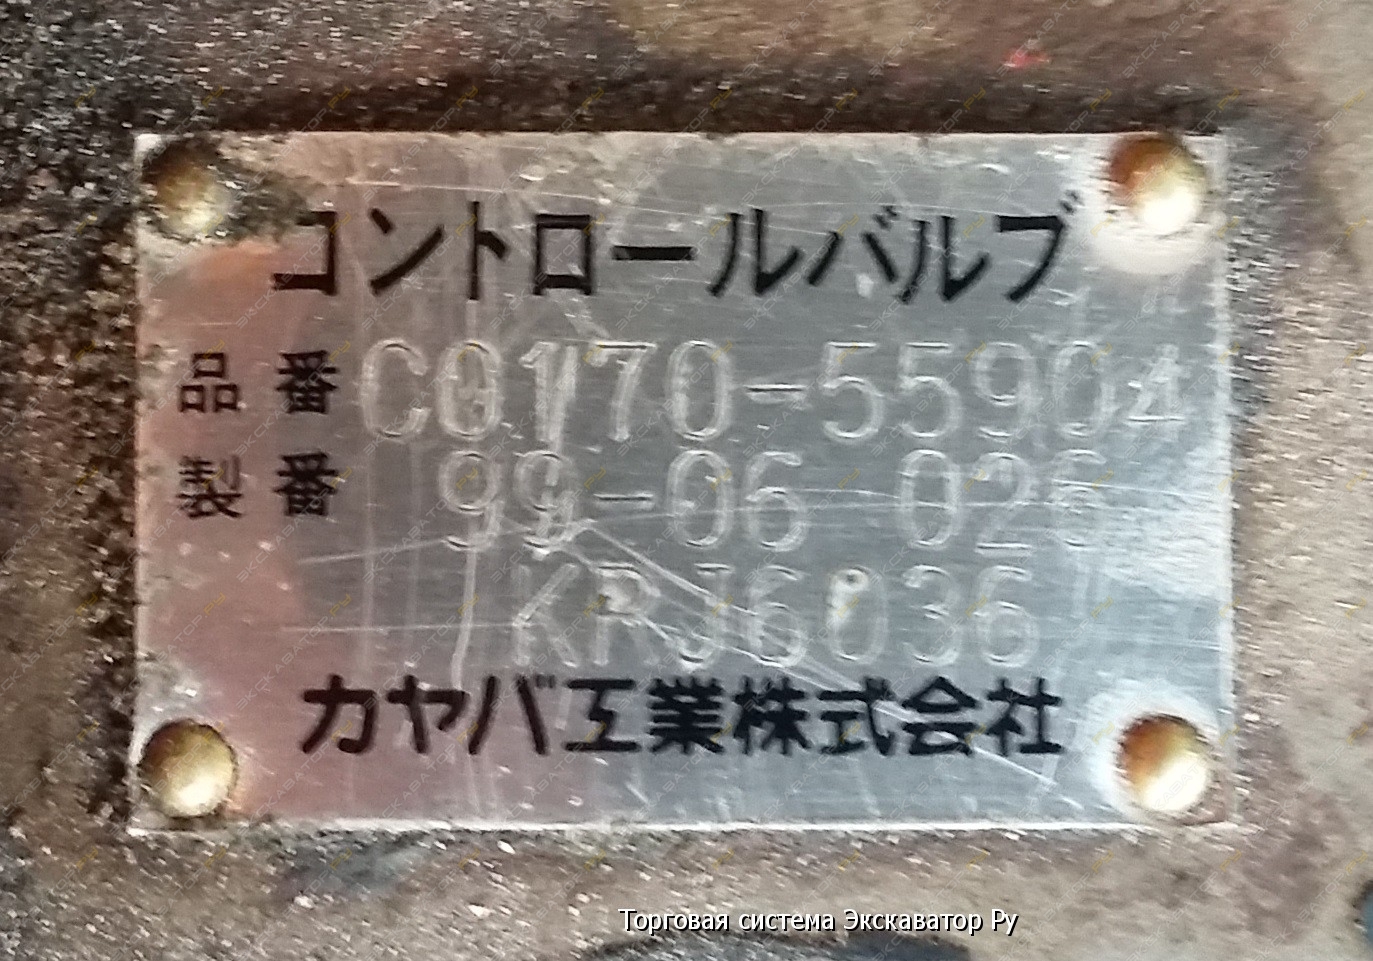 コントロールバルブ
品番 C0170-55904
製番 99-06 026
KRJ6036
カヤバ工業株式会社
Торговая система Экскаватор Ру